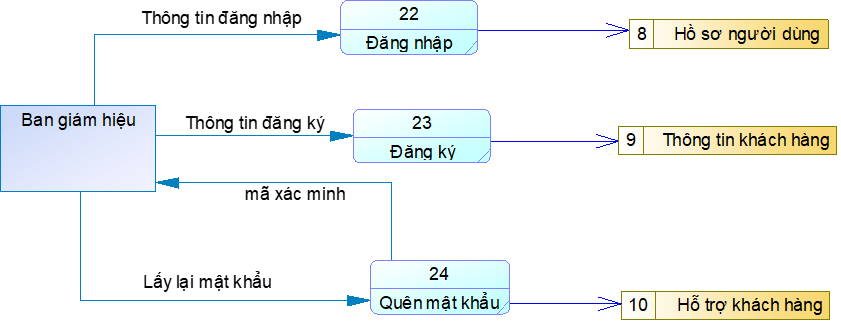 Thông tin đăng nhập
22
Đăng nhập
8 Hồ sơ người dùng
Ban giám hiệu
Thông tin đăng ký
23
Đăng ký
9 Thông tin khách hàng
mã xác minh
Lấy lại mật khẩu
24
Quên mật khẩu
10 Hỗ trợ khách hàng